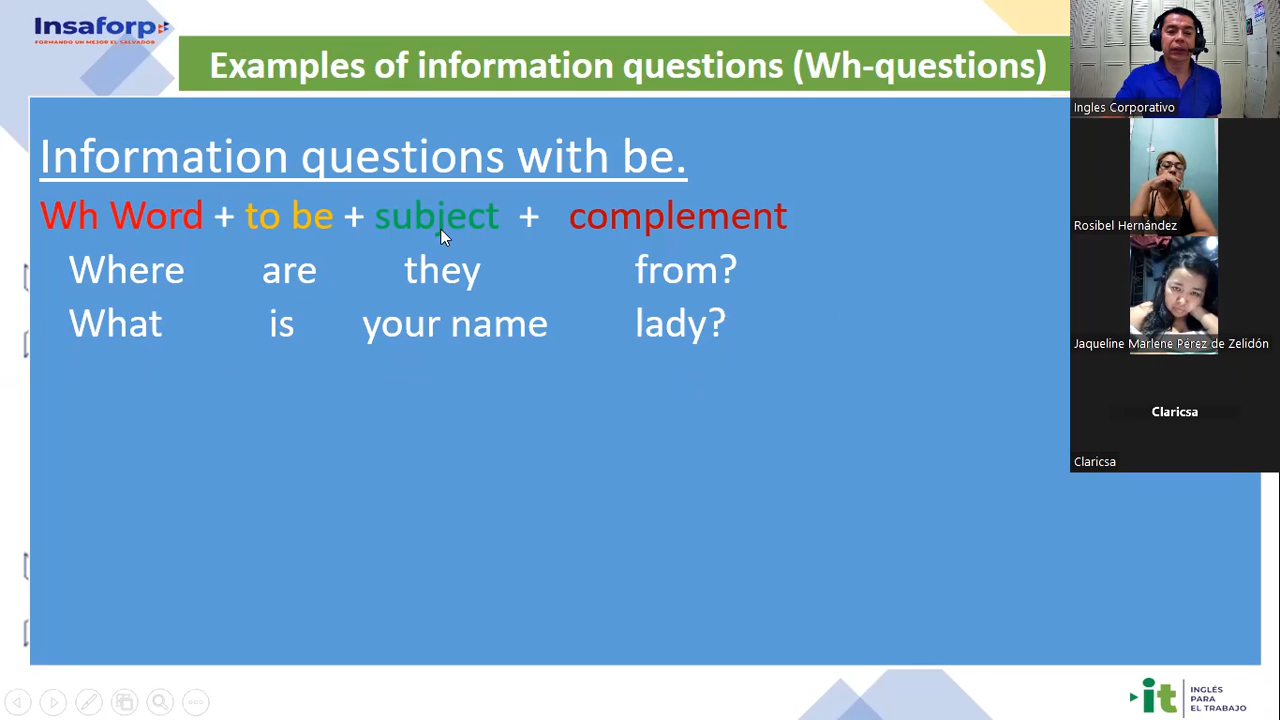 Insaforp
FORMANDO UN MEJOR EL SALVADOR
Examples of information questions (Wh-questions)
Information questions with be.
Wh Word + to be + subject + complement
Where are they from?
What is your name lady?
Ingles Corporativo
Rosibel Hernández
Jaqueline Marlene Pérez de Zelidón
Claricsa
Claricsa
it INGLÉS
PARA
EL TRABAJO